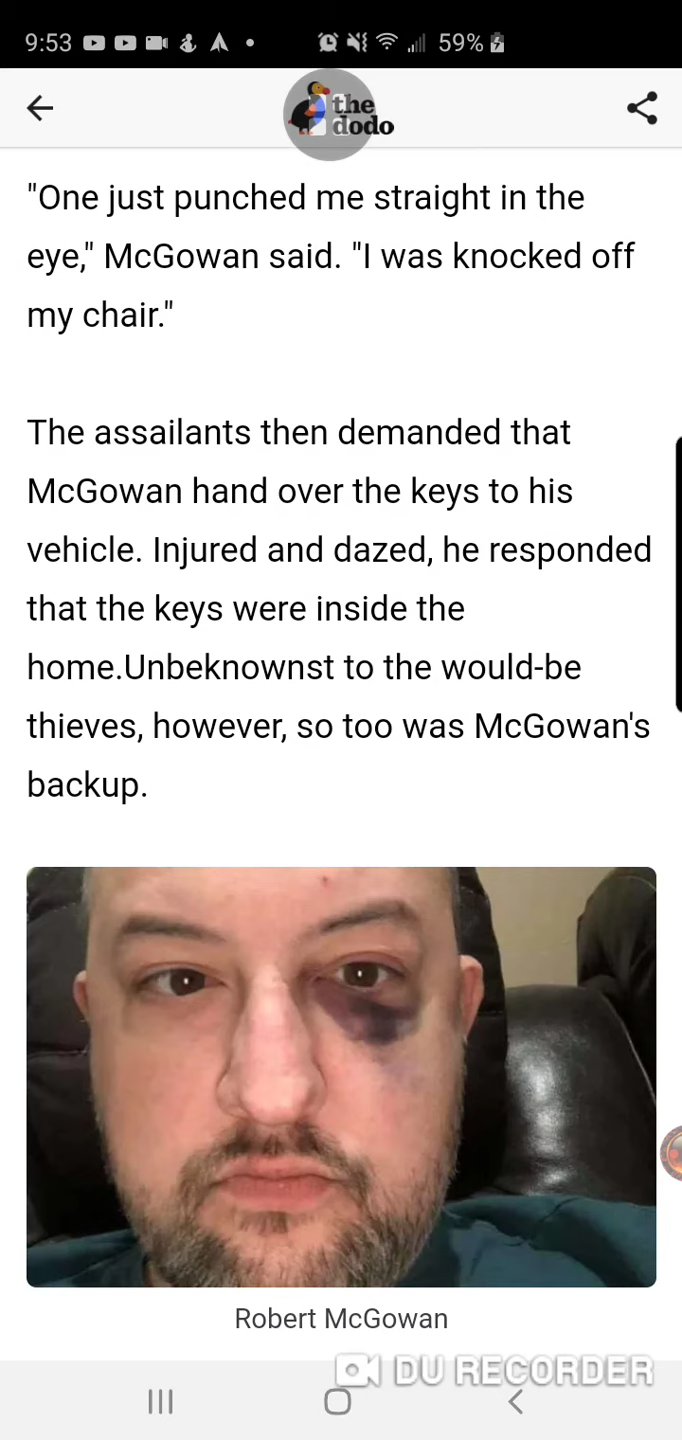 9:53
59%
the
dodo
"One just punched me straight in the
eye," McGowan said. "I was knocked off
my chair."
The assailants then demanded that
McGowan hand over the keys to his
vehicle. Injured and dazed, he responded
that the keys were inside the
home.Unbeknownst to the would-be
thieves, however, so too was McGowan's
backup.
Robert McGowan
DU RECORDER